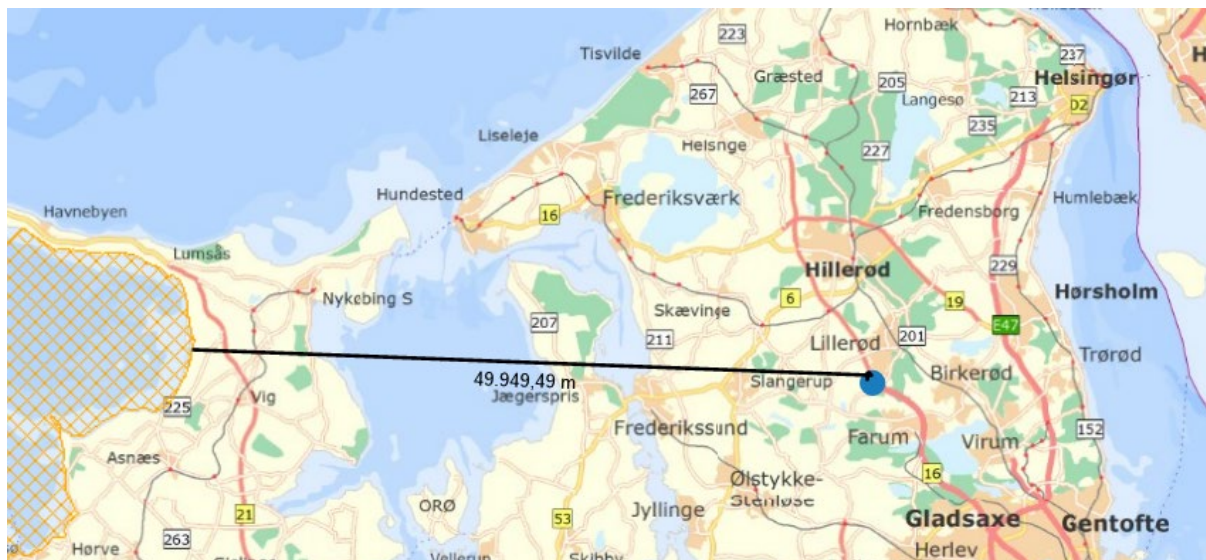 223
Hornbæk
Tisvilde
237
Græsted
205
Helsingør
267
Langesø
213
D2
Liseleje
235
Helsnge
227
Hundested
Frederiksværk
16
Humlebæk
Havnebyen
Fredensborg
Lumsås
229
Hillerød
Nykøbing S
6
19
Hørsholm
207
Skævinge
E47
211
201
Lillerød
Trørød
49.949,49 m
Slangerup
Birkerød
Jægerspris
225
Vig
Frederikssund
Farum
Virum
152
Asnæs
16
Ølstykke-
Stenløse
ORØ
21
53
Jyllinge
Gladsaxe
Gentofte
263
Hørve
Herlev